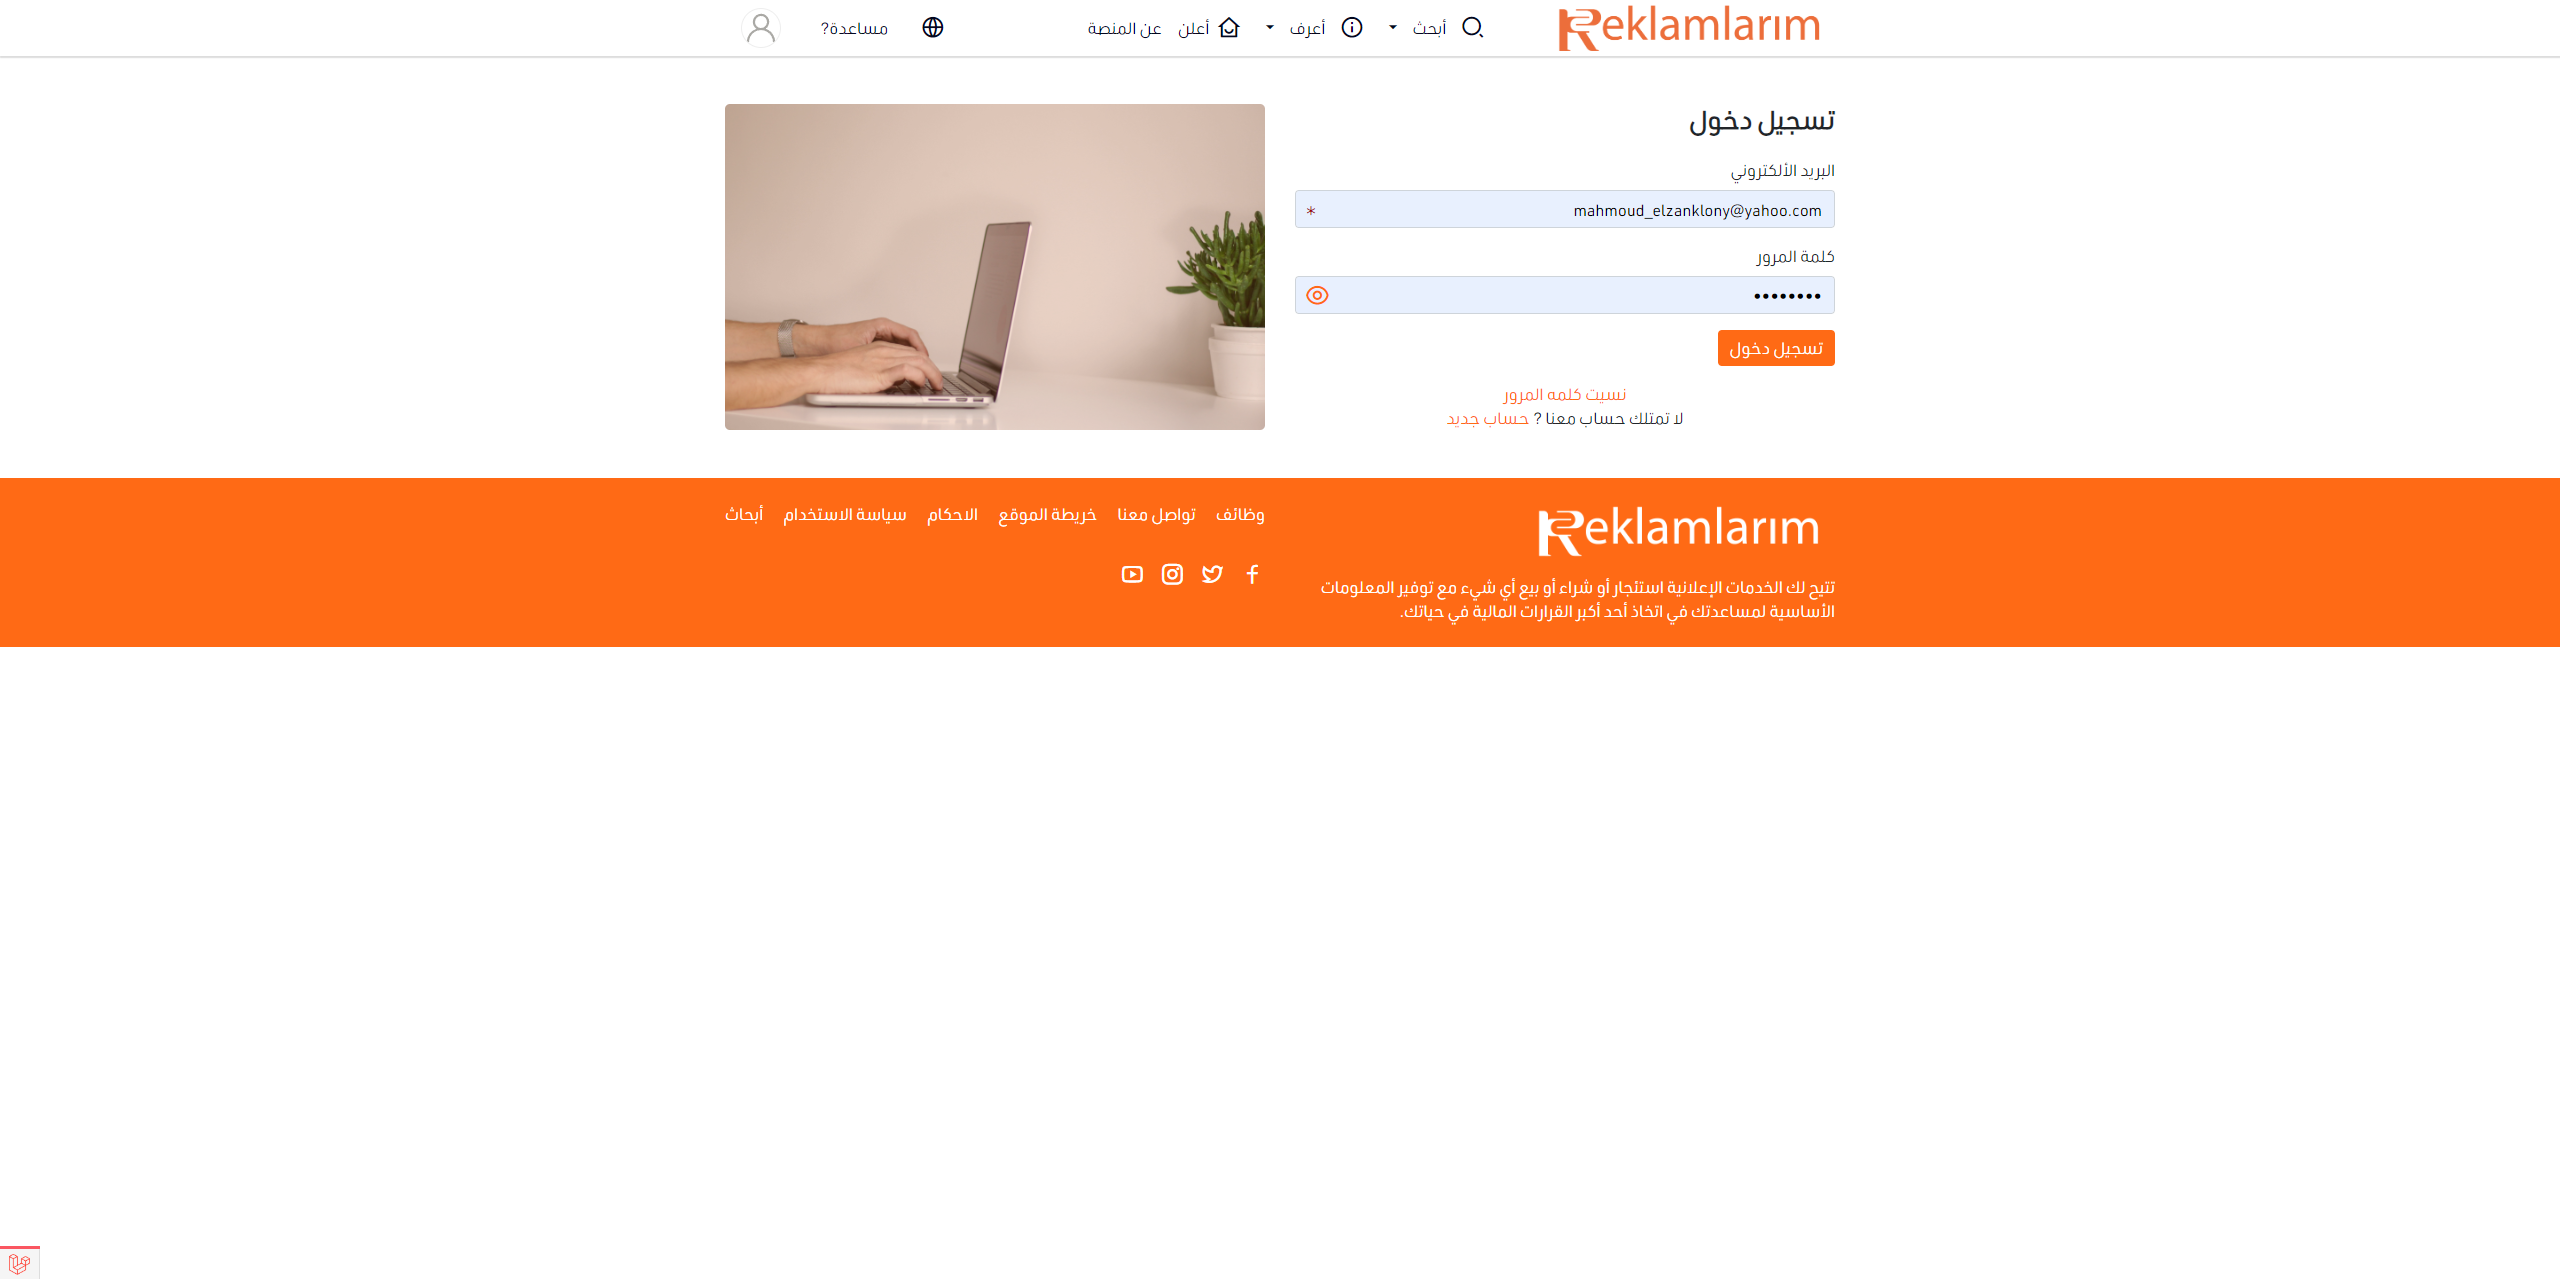 Reklamlarım
أبحث
أعرف
أعلن
عن المنصة
مساعدة?
تسجيل دخول
البريد الألكتروني
mahmoud_elzanklony@yahoo.com *
كلمة المرور
••••••••
تسجيل دخول
نسيت كلمه المرور
لا تمتلك حساب معنا ? حساب جديد
Reklamlarım
تتيح لك الخدمات الإعلانية استئجار أو شراء أو بيع أي شيء مع توفير المعلومات
الأساسية لمساعدتك في اتخاذ أحد أكبر القرارات المالية في حياتك.
وظائف
تواصل معنا
خريطة الموقع
الاحكام
سياسة الاستخدام
أبحاث